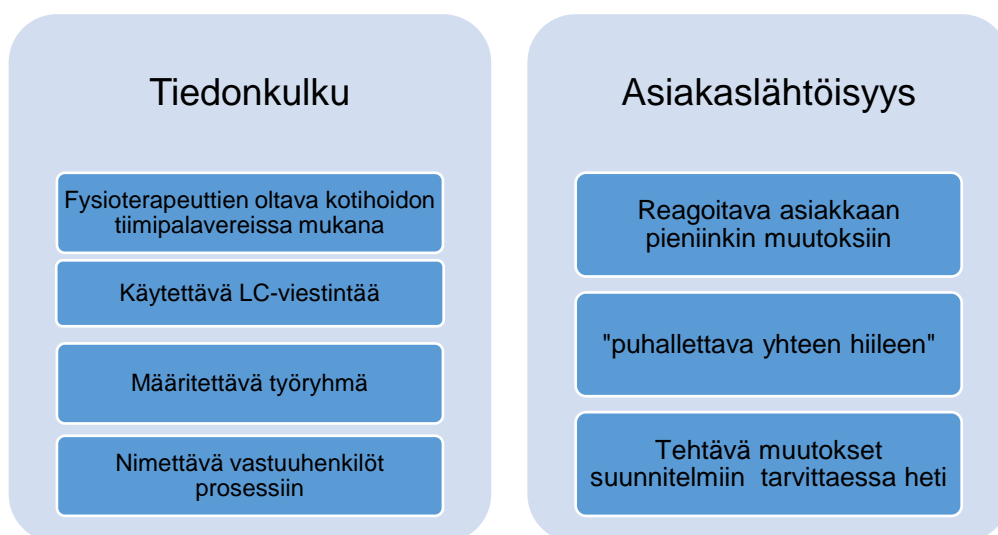 Tiedonkulku
Fysioterapeuttien oltava kotihoidon
tiimipalavereissa mukana
Käytettävä LC-viestintää
Määritettävä työryhmä
Nimettävä vastuuhenkilöt
prosessiin
Asiakaslähtöisyys
Reagoitava asiakkaan
pieniinkin muutoksiin
"puhallettava yhteen hiileen"
Tehtävä muutokset
suunnitelmiin  tarvittaessa heti